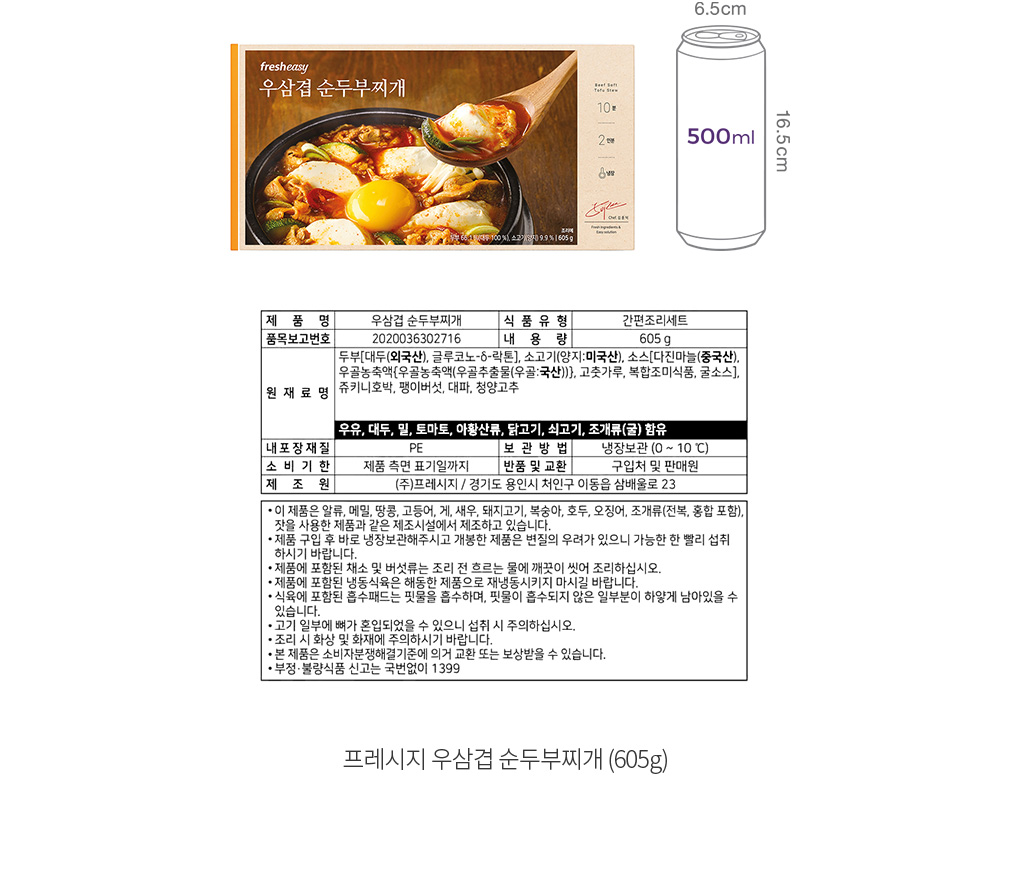 6.5cm
fresheasy
우삼겹 순두부찌개
Beef Soft
Tofu Stew
10분
2인분
냉장
Chef. 김홍석
Fresh Ingredients &
Easy solution
조리예
(대두 100 %), 소고기(양지) 9.9 % | 605 g
500ml
16.5cm
제품명 우삼겹 순두부찌개 식품유형 간편조리세트
품목보고번호 2020036302716 내용량 605 g
원재료명 두부[대두(외국산), 글루코노-δ-락톤], 소고기(양지:미국산), 소스[다진마늘(중국산),
우골농축액{우골농축액(우골추출물(우골:국산))}, 고춧가루, 복합조미식품, 굴소스],
쥬키니호박, 팽이버섯, 대파, 청양고추
우유, 대두, 밀, 토마토, 아황산류, 닭고기, 쇠고기, 조개류(굴) 함유
내포장재질 PE 보관방법 냉장보관 (0 ~ 10 ℃)
소비기한 제품 측면 표기일까지 반품 및 교환 구입처 및 판매원
제조원 (주)프레시지 / 경기도 용인시 처인구 이동읍 삼배울로 23
• 이 제품은 알류, 메밀, 땅콩, 고등어, 게, 새우, 돼지고기, 복숭아, 호두, 오징어, 조개류(전복, 홍합 포함),
잣을 사용한 제품과 같은 제조시설에서 제조하고 있습니다.
• 제품 구입 후 바로 냉장보관해주시고 개봉한 제품은 변질의 우려가 있으니 가능한 한 빨리 섭취
하시기 바랍니다.
• 제품에 포함된 채소 및 버섯류는 조리 전 흐르는 물에 깨끗이 씻어 조리하십시오.
• 제품에 포함된 냉동식육은 해동한 제품으로 재냉동시키지 마시길 바랍니다.
• 식육에 포함된 흡수패드는 핏물을 흡수하며, 핏물이 흡수되지 않은 일부분이 하얗게 남아있을 수
있습니다.
• 고기 일부에 뼈가 혼입되었을 수 있으니 섭취 시 주의하십시오.
• 조리 시 화상 및 화재에 주의하시기 바랍니다.
• 본 제품은 소비자분쟁해결기준에 의거 교환 또는 보상받을 수 있습니다.
• 부정·불량식품 신고는 국번없이 1399
프레시지 우삼겹 순두부찌개 (605g)